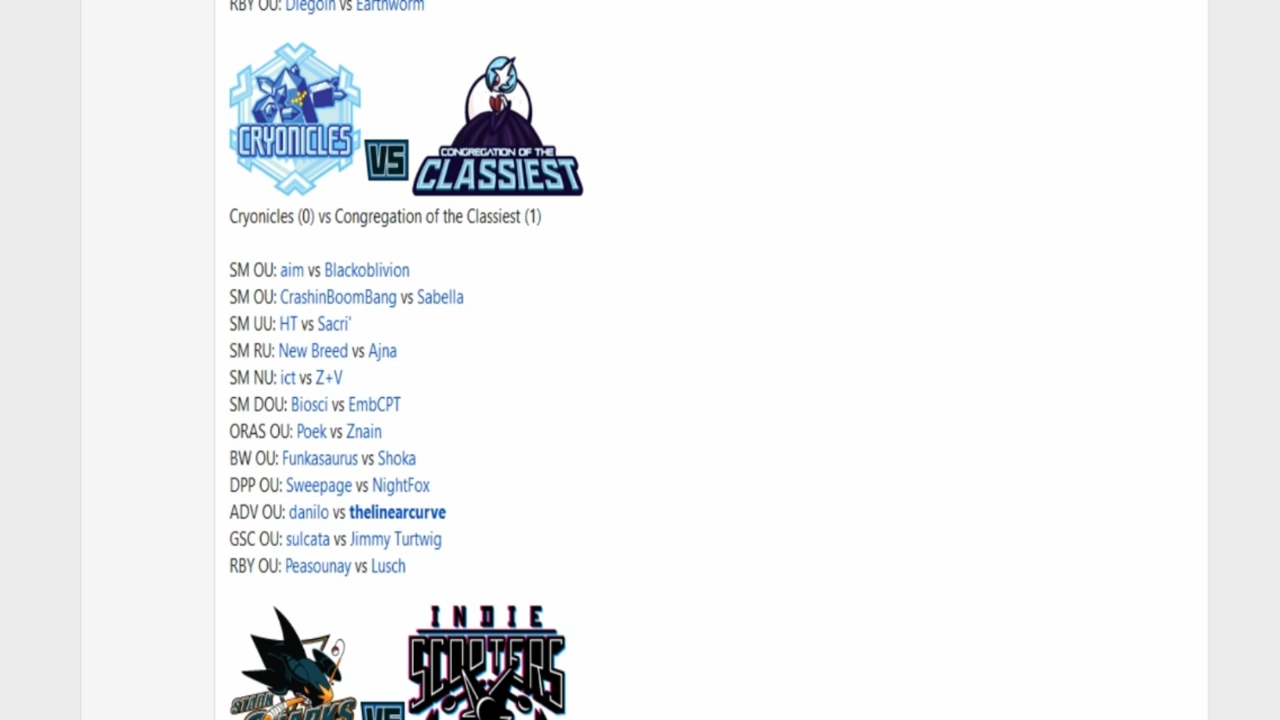 RBY OU: Diegoin vs Earthworm
CRYONICLES
VS
CONGREGATION OF THE
CLASSIEST
Cryonicles (0) vs Congregation of the Classiest (1)
SM OU: aim vs Blackoblivion
SM OU: CrashinBoomBang vs Sabella
SM UU: HT vs Sacri'
SM RU: New Breed vs Ajna
SM NU: ict vs Z+V
SM DOU: Biosci vs EmbCPT
ORAS OU: Poek vs Znain
BW OU: Funkasaurus vs Shoka
DPP OU: Sweepage vs NightFox
ADV OU: danilo vs thelinearcurve
GSC OU: sulcata vs Jimmy Turtwig
RBY OU: Peasounay vs Lusch
INDIE
SCOOTERS
STARK
SHARKS
VS